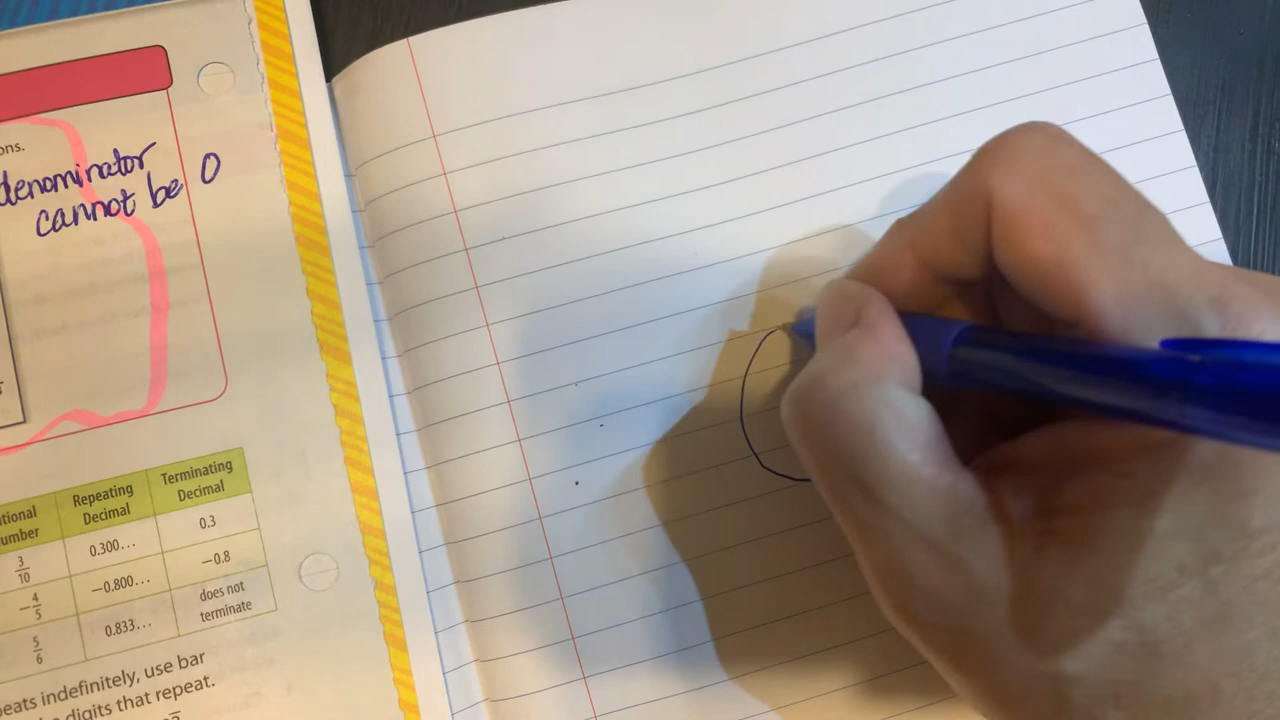 ons.
denominator
cannot be 0
tional
umber
Repeating
Decimal
Terminating
Decimal
3/10
0.300...
0.3
-4/5
-0.800...
-0.8
5/6
0.833...
does not
terminate
eats indefinitely, use bar
e digits that repeat.